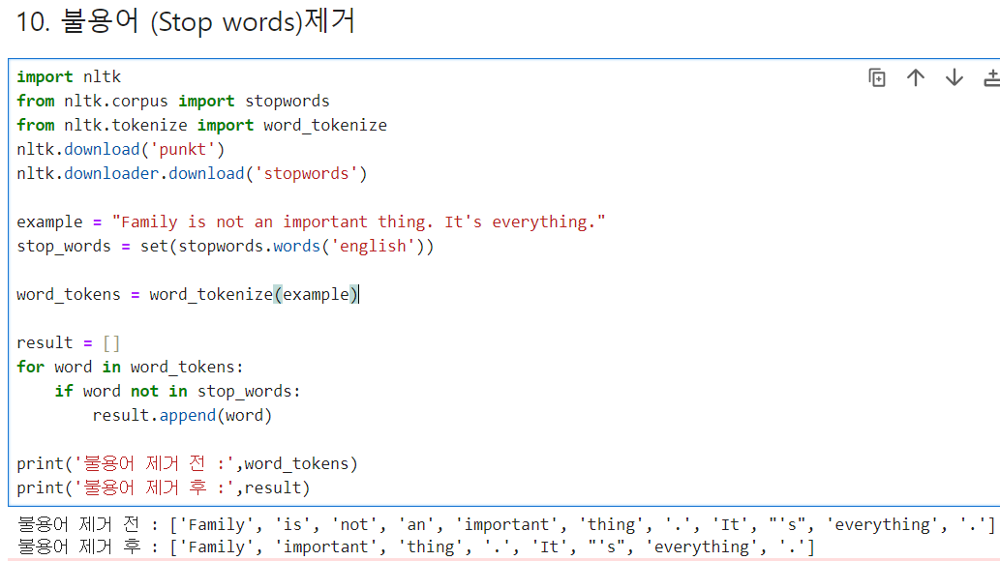 10. 불용어 (Stop words)제거
import nltk
from nltk.corpus import stopwords
from nltk.tokenize import word_tokenize
nltk.download('punkt')
nltk.downloader.download('stopwords')
example = "Family is not an important thing. It's everything."
stop_words = set(stopwords.words('english'))
word_tokens = word_tokenize(example)
result = []
for word in word_tokens:
    if word not in stop_words:
        result.append(word)
print('불용어 제거 전 :',word_tokens)
print('불용어 제거 후 :',result)
불용어 제거 전 : ['Family', 'is', 'not', 'an', 'important', 'thing', '.', 'It', "'s", 'everything', '.']
불용어 제거 후 : ['Family', 'important', 'thing', '.', 'It', "'s", 'everything', '.']